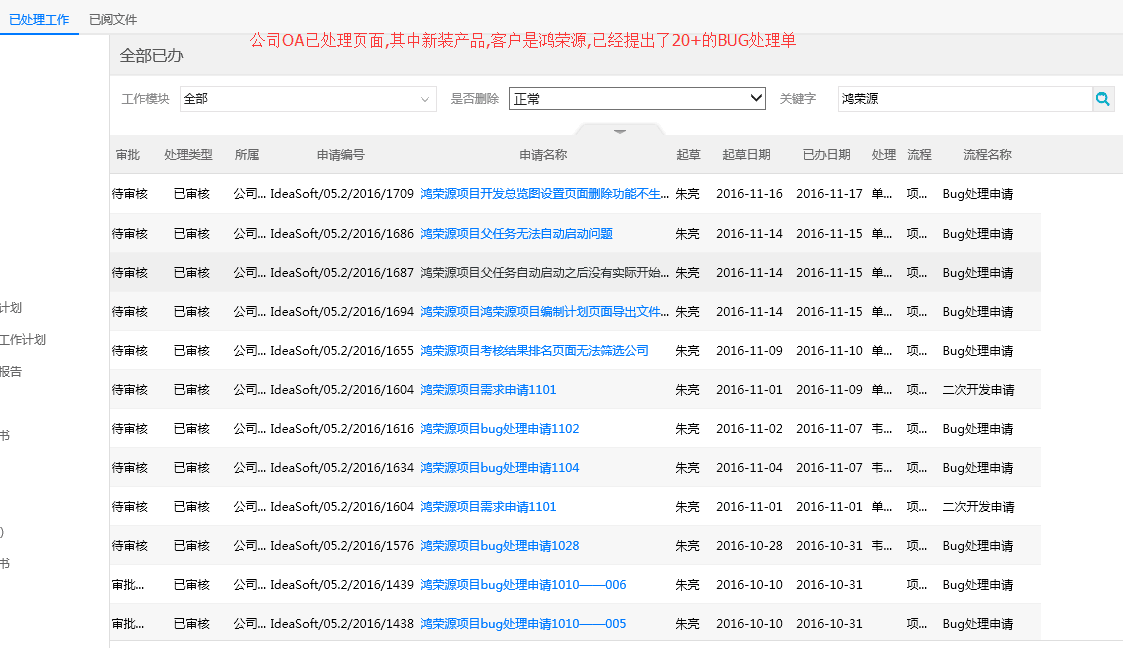 已处理工作 已阅文件
公司OA已处理页面,其中新装产品,客户是鸿荣源,已经提出了20+的BUG处理单
全部已办
工作模块 全部 是否删除 正常 关键字 鸿荣源
审批 处理类型 所属 申请编号 申请名称 起草 起草日期 已办日期 处理 流程 流程名称
待审核 已审核 公司... IdeaSoft/05.2/2016/1709 鸿荣源项目开发总览图设置页面删除功能不生... 朱亮 2016-11-16 2016-11-17 单... 项... Bug处理申请
待审核 已审核 公司... IdeaSoft/05.2/2016/1686 鸿荣源项目父任务无法自动启动问题 朱亮 2016-11-14 2016-11-15 单... 项... Bug处理申请
待审核 已审核 公司... IdeaSoft/05.2/2016/1687 鸿荣源项目父任务自动启动之后没有实际开始... 朱亮 2016-11-14 2016-11-15 单... 项... Bug处理申请
计划
待审核 已审核 公司... IdeaSoft/05.2/2016/1694 鸿荣源项目鸿荣源项目编制计划页面导出文件... 朱亮 2016-11-14 2016-11-15 单... 项... Bug处理申请
工作计划
待审核 已审核 公司... IdeaSoft/05.2/2016/1655 鸿荣源项目考核结果排名页面无法筛选公司 朱亮 2016-11-09 2016-11-10 单... 项... Bug处理申请
报告
待审核 已审核 公司... IdeaSoft/05.2/2016/1604 鸿荣源项目需求申请1101 朱亮 2016-11-01 2016-11-09 单... 项... 二次开发申请
待审核 已审核 公司... IdeaSoft/05.2/2016/1616 鸿荣源项目bug处理申请1102 朱亮 2016-11-02 2016-11-07 韦... 项... Bug处理申请
书
待审核 已审核 公司... IdeaSoft/05.2/2016/1634 鸿荣源项目bug处理申请1104 朱亮 2016-11-04 2016-11-07 韦... 项... Bug处理申请
待审核 已审核 公司... IdeaSoft/05.2/2016/1604 鸿荣源项目需求申请1101 朱亮 2016-11-01 2016-11-01 单... 项... 二次开发申请
)
待审核 已审核 公司... IdeaSoft/05.2/2016/1576 鸿荣源项目bug处理申请1028 朱亮 2016-10-28 2016-10-31 韦... 项... Bug处理申请
书
审批... 已审核 公司... IdeaSoft/05.2/2016/1439 鸿荣源项目bug处理申请1010——006 朱亮 2016-10-10 2016-10-31 项... Bug处理申请
审批... 已审核 公司... IdeaSoft/05.2/2016/1438 鸿荣源项目bug处理申请1010——005 朱亮 2016-10-10 2016-10-31 项... Bug处理申请